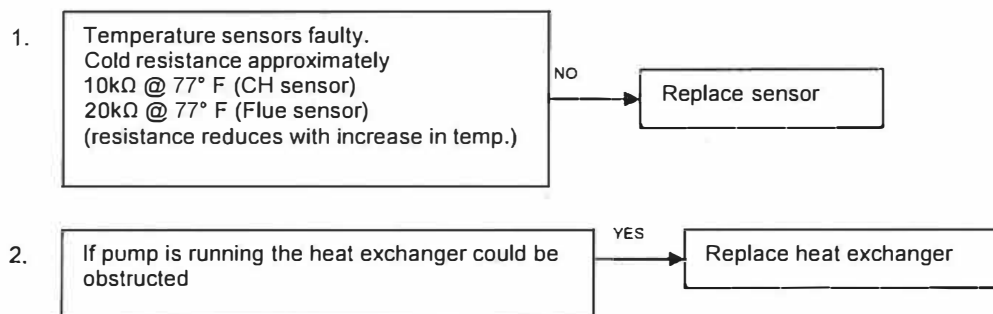 1.
Temperature sensors faulty.
Cold resistance approximately
10kΩ @ 77° F (CH sensor)
20kΩ @ 77° F (Flue sensor)
(resistance reduces with increase in temp.)
NO
Replace sensor
2.
If pump is running the heat exchanger could be
obstructed
YES
Replace heat exchanger